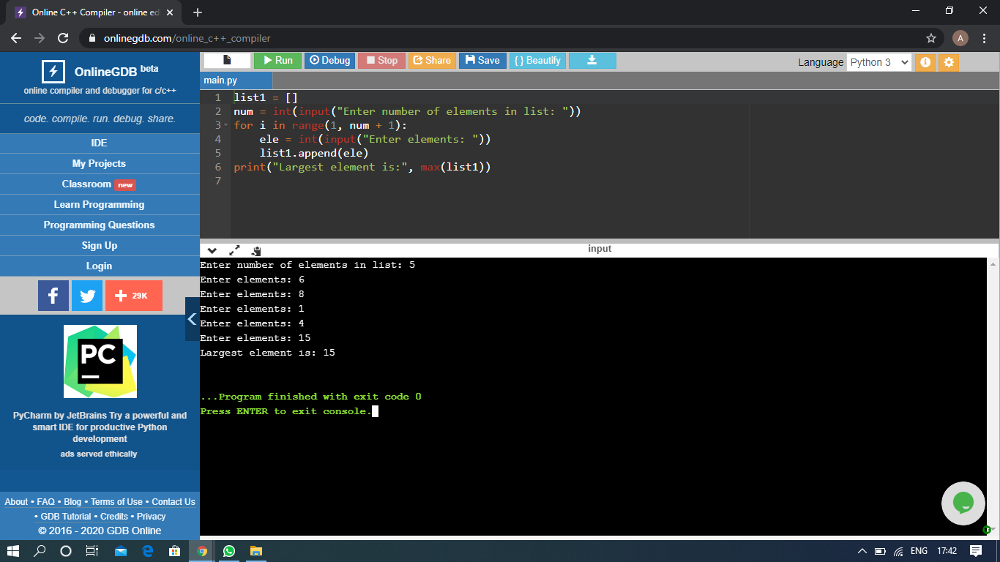 Online C++ Compiler - online ed
onlinegdb.com/online_c++_compiler
A
OnlineGDB beta
online compiler and debugger for c/c++
code. compile. run. debug. share.
IDE
My Projects
Classroom new
Learn Programming
Programming Questions
Sign Up
Login
29K
PC
PyCharm by JetBrains Try a powerful and
smart IDE for productive Python
development
ads served ethically
About • FAQ • Blog • Terms of Use • Contact Us
• GDB Tutorial • Credits • Privacy
© 2016 - 2020 GDB Online
Run Debug Stop Share Save { } Beautify
Language Python 3
main.py
1 list1 = []
2 num = int(input("Enter number of elements in list: "))
3 for i in range(1, num + 1):
4     ele = int(input("Enter elements: "))
5     list1.append(ele)
6 print("Largest element is:", max(list1))
7
input
Enter number of elements in list: 5
Enter elements: 6
Enter elements: 8
Enter elements: 1
Enter elements: 4
Enter elements: 15
Largest element is: 15
...Program finished with exit code 0
Press ENTER to exit console.
ENG 17:42